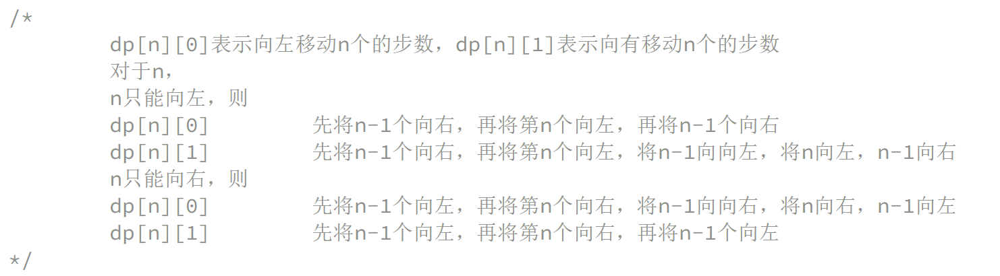 /*
dp[n][0]表示向左移动n个的步数，dp[n][1]表示向有移动n个的步数
对于n，
n只能向左，则
dp[n][0] 先将n-1个向右，再将第n个向左，再将n-1个向右
dp[n][1] 先将n-1个向右，再将第n个向左，将n-1向向左，将n向左，n-1向右
n只能向右，则
dp[n][0] 先将n-1个向左，再将第n个向右，将n-1向向右，将n向右，n-1向左
dp[n][1] 先将n-1个向左，再将第n个向右，再将n-1个向左
*/